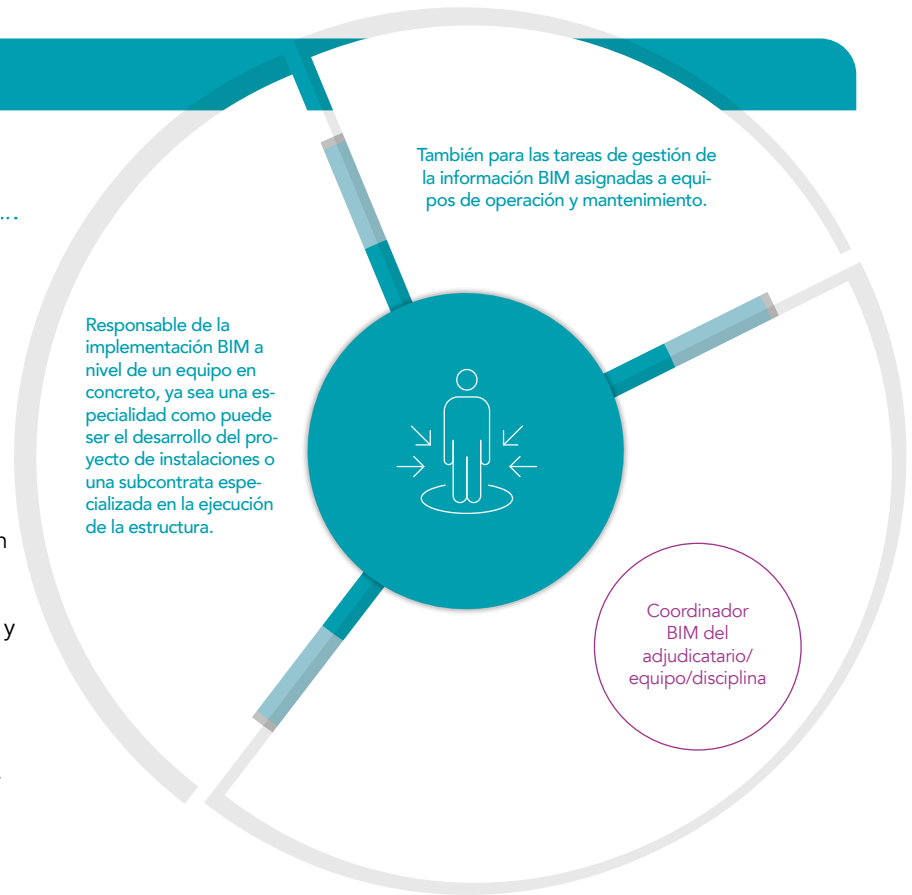 También para las tareas de gestión de
la información BIM asignadas a equi-
pos de operación y mantenimiento.
...
Responsable de la
implementación BIM a
nivel de un equipo en
concreto, ya sea una es-
pecialidad como puede
ser el desarrollo del pro-
yecto de instalaciones o
una subcontrata espe-
cializada en la ejecución
de la estructura.
y
Coordinador
BIM del
adjudicatario/
equipo/disciplina